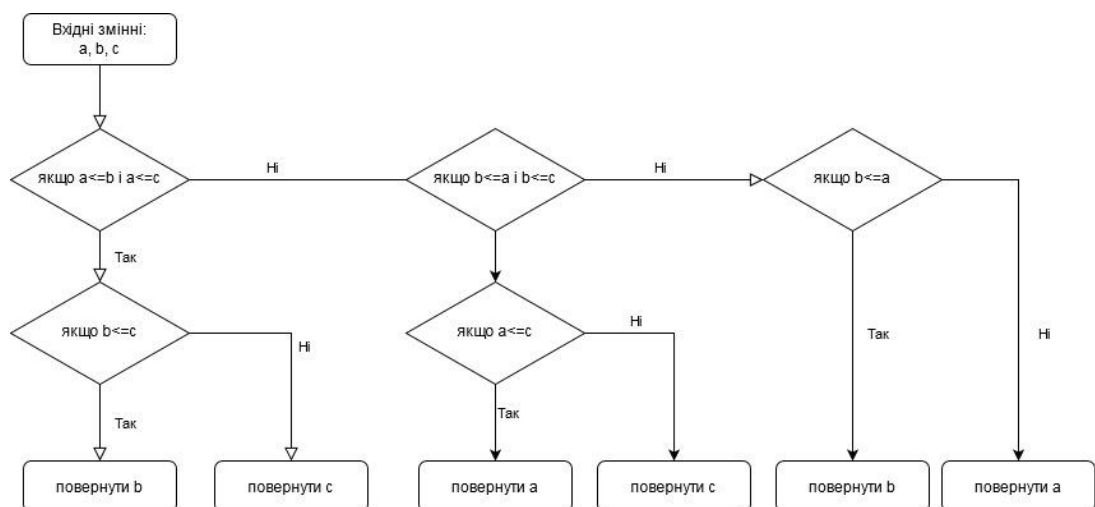 Вхідні змінні:
a, b, c
якщо a<=b і a<=c
Ні
якщо b<=a і b<=c
Ні
якщо b<=a
Так
якщо b<=c
Ні
якщо a<=c
Ні
Так
Ні
Так
Так
повернути b
повернути c
повернути a
повернути c
повернути b
повернути a